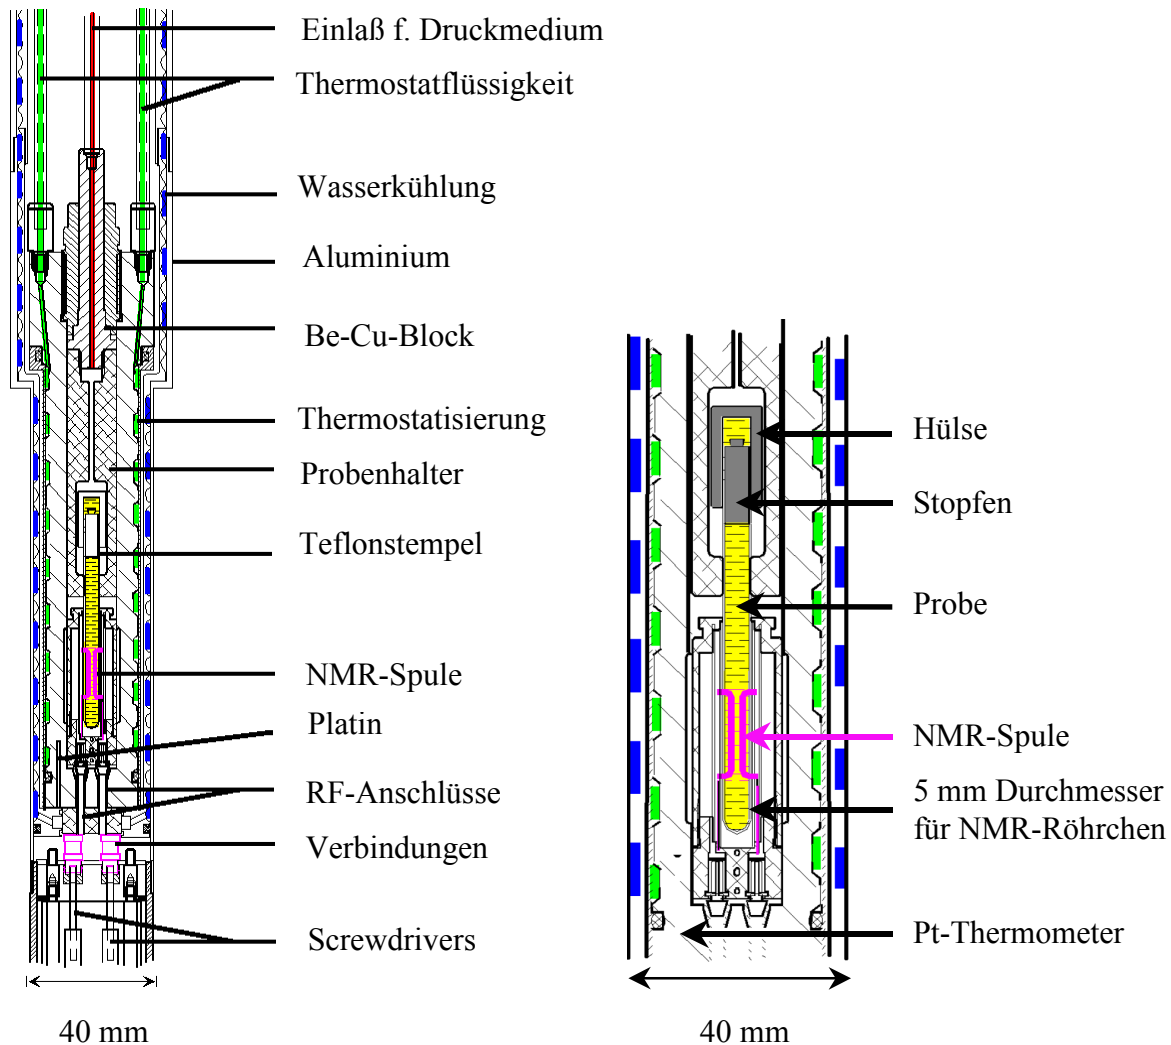 Einlaß f. Druckmedium
Thermostatflüssigkeit
Wasserkühlung
Aluminium
Be-Cu-Block
Thermostatisierung
Probenhalter
Teflonstempel
NMR-Spule
Platin
RF-Anschlüsse
Verbindungen
Screwdrivers
40 mm
Hülse
Stopfen
Probe
NMR-Spule
5 mm Durchmesser
für NMR-Röhrchen
Pt-Thermometer
40 mm